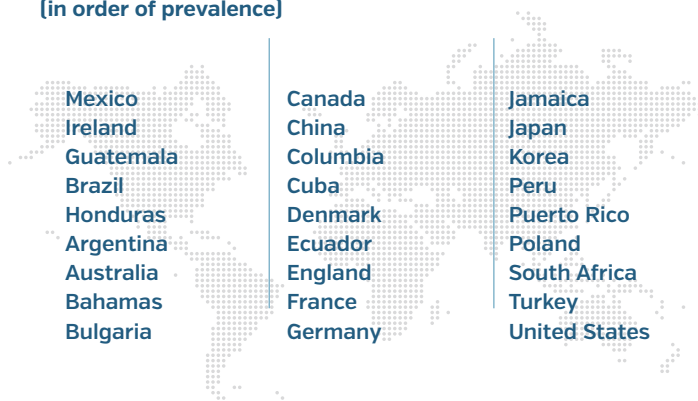 (in order of prevalence)
Mexico
Ireland
Guatemala
Brazil
Honduras
Argentina
Australia
Bahamas
Bulgaria
Canada
China
Columbia
Cuba
Denmark
Ecuador
England
France
Germany
Jamaica
Japan
Korea
Peru
Puerto Rico
Poland
South Africa
Turkey
United States